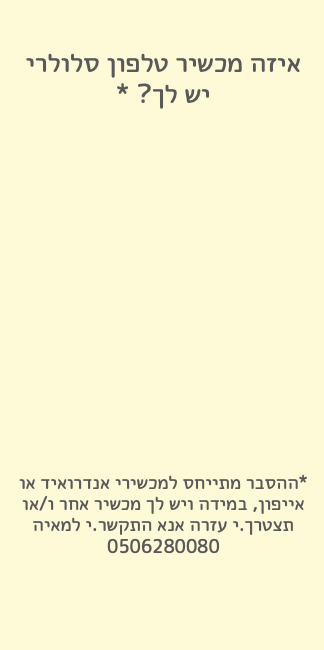 איזה מכשיר טלפון סלולרי
יש לך? *
*ההסבר מתייחס למכשירי אנדרואיד או
אייפון, במידה ויש לך מכשיר אחר ו/או
תצטרך.י עזרה אנא התקשר.י למאיה
0506280080